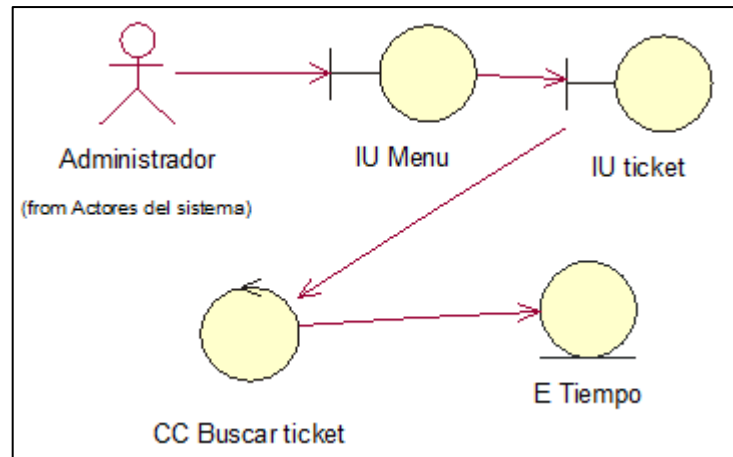 Administrador
(from Actores del sistema)
IU Menu
IU ticket
CC Buscar ticket
E Tiempo